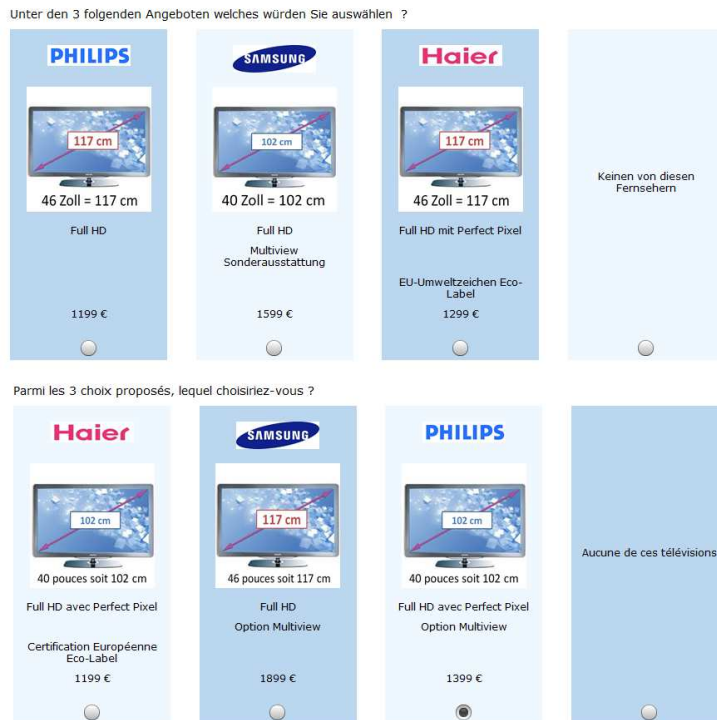 Unter den 3 folgenden Angeboten welches würden Sie auswählen ?
PHILIPS
117 cm
46 Zoll = 117 cm
Full HD
1199 €
SAMSUNG
102 cm
40 Zoll = 102 cm
Full HD
Multiview
Sonderausstattung
1599 €
Haier
117 cm
46 Zoll = 117 cm
Full HD mit Perfect Pixel
EU-Umweltzeichen Eco-
Label
1299 €
Keinen von diesen
Fernsehern
Parmi les 3 choix proposés, lequel choisiriez-vous ?
Haier
102 cm
40 pouces soit 102 cm
Full HD avec Perfect Pixel
Certification Européenne
Eco-Label
1199 €
SAMSUNG
117 cm
46 pouces soit 117 cm
Full HD
Option Multiview
1899 €
PHILIPS
102 cm
40 pouces soit 102 cm
Full HD avec Perfect Pixel
Option Multiview
1399 €
Aucune de ces télévisions